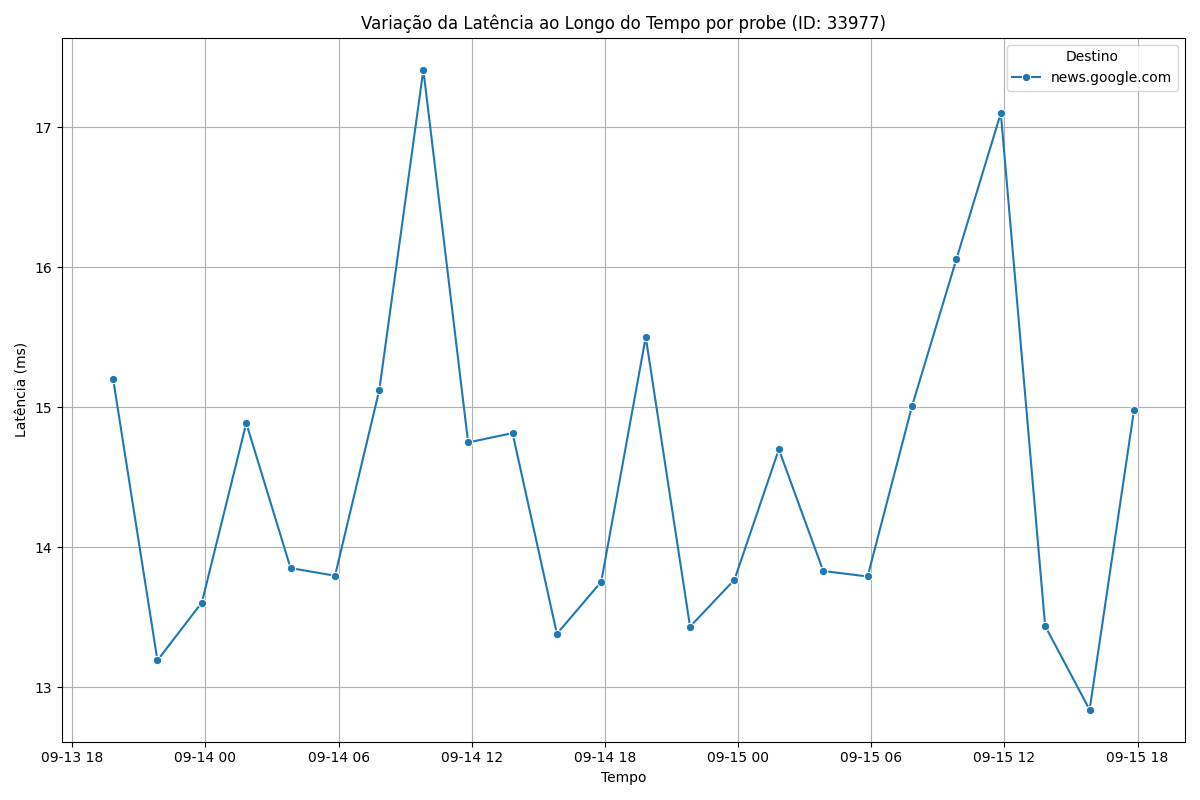 Variação da Latência ao Longo do Tempo por probe (ID: 33977)
Destino
news.google.com
Latência (ms)
17
16
15
14
13
09-13 18
09-14 00
09-14 06
09-14 12
09-14 18
09-15 00
09-15 06
09-15 12
09-15 18
Tempo